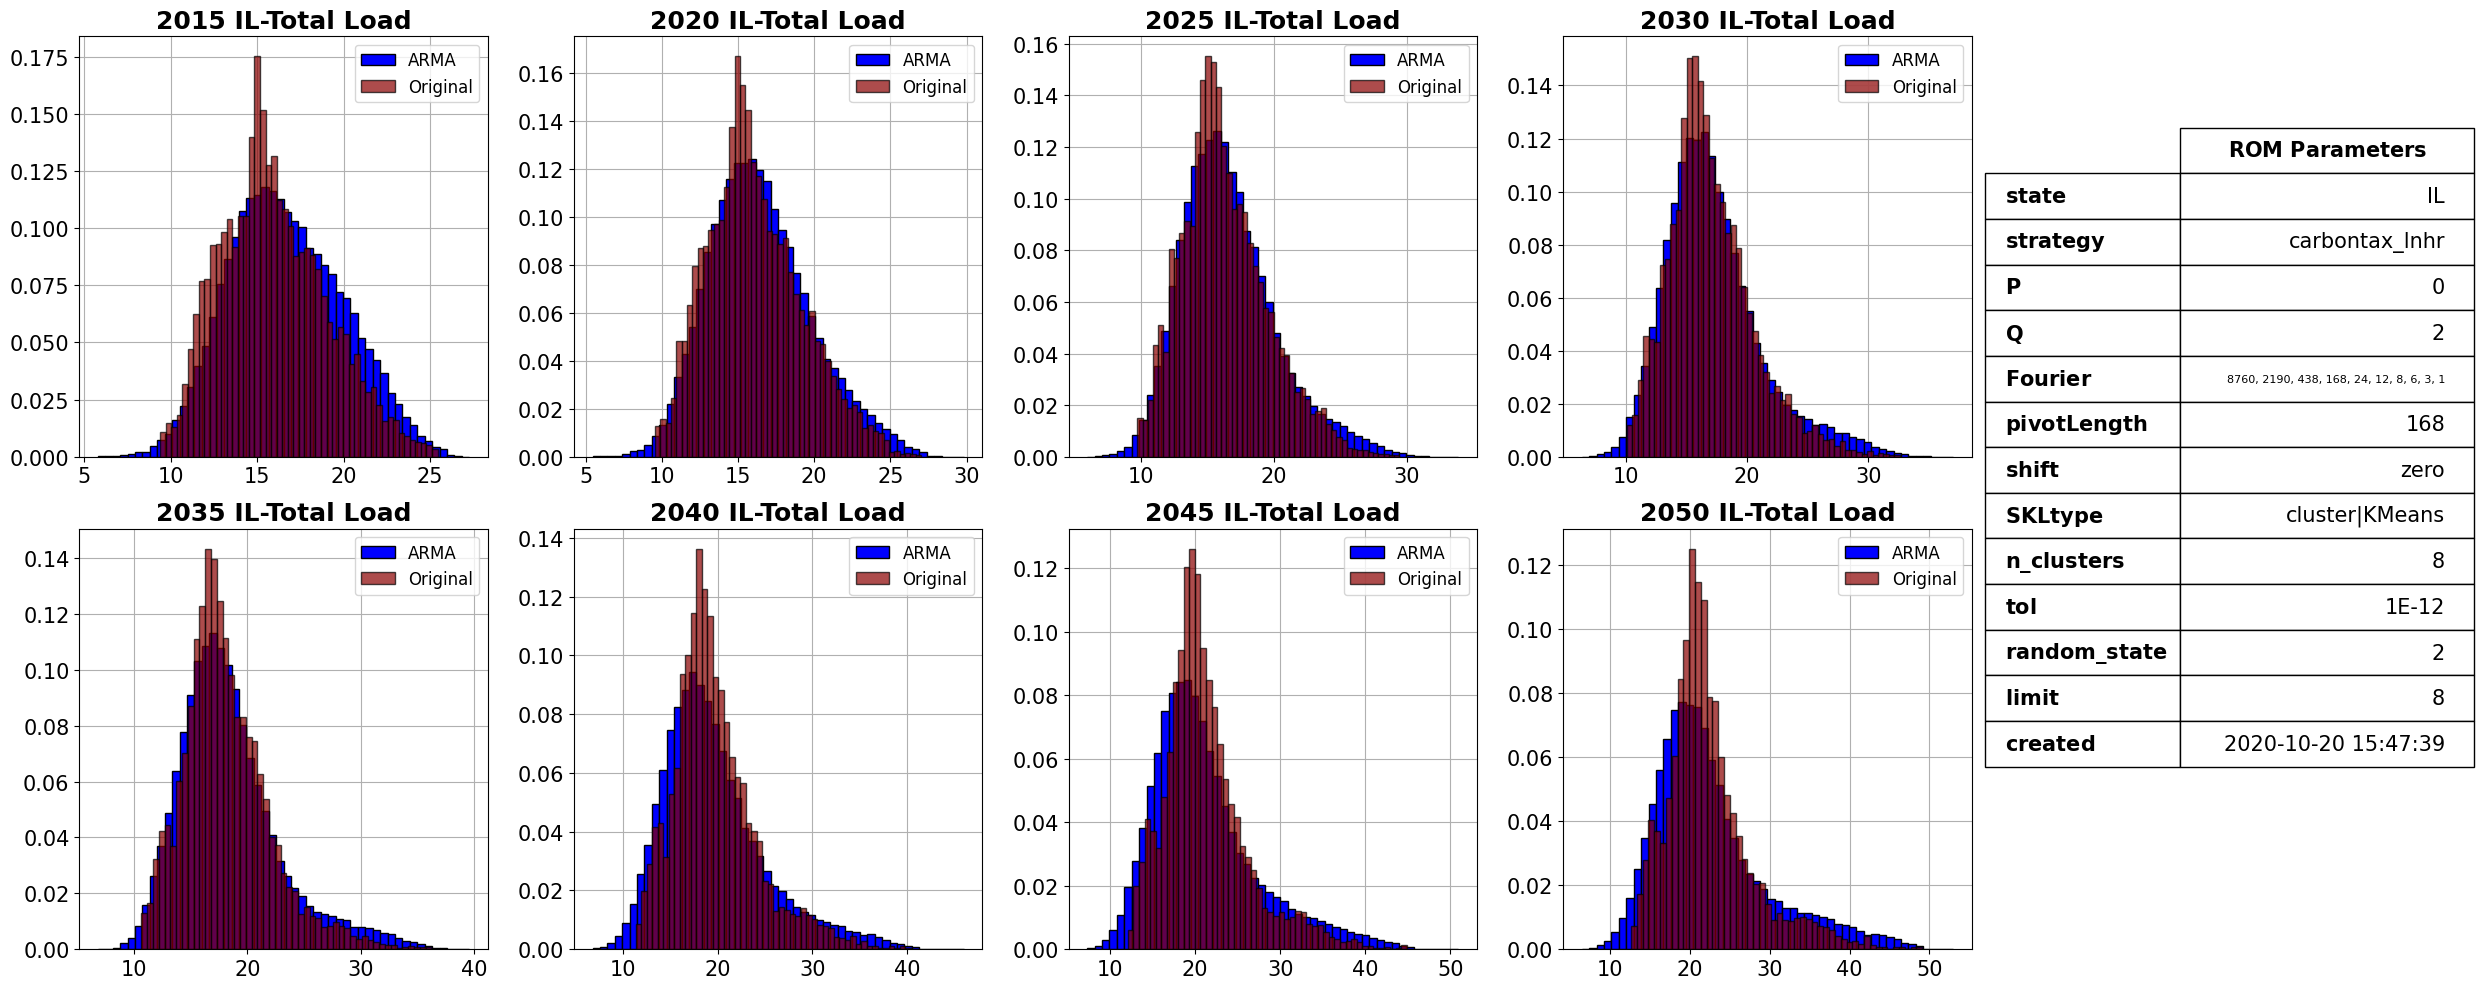 2015 IL-Total Load
0.175
0.150
0.125
0.100
0.075
0.050
0.025
0.000
5 10 15 20 25
ARMA
Original
2020 IL-Total Load
0.16
0.14
0.12
0.10
0.08
0.06
0.04
0.02
0.00
5 10 15 20 25 30
ARMA
Original
2025 IL-Total Load
0.16
0.14
0.12
0.10
0.08
0.06
0.04
0.02
0.00
10 20 30
ARMA
Original
2030 IL-Total Load
0.14
0.12
0.10
0.08
0.06
0.04
0.02
0.00
10 20 30
ARMA
Original
2035 IL-Total Load
0.14
0.12
0.10
0.08
0.06
0.04
0.02
0.00
10 20 30 40
ARMA
Original
2040 IL-Total Load
0.14
0.12
0.10
0.08
0.06
0.04
0.02
0.00
10 20 30 40
ARMA
Original
2045 IL-Total Load
0.12
0.10
0.08
0.06
0.04
0.02
0.00
10 20 30 40 50
ARMA
Original
2050 IL-Total Load
0.12
0.10
0.08
0.06
0.04
0.02
0.00
10 20 30 40 50
ARMA
Original
ROM Parameters
state IL
strategy carbontax_lnhr
P 0
Q 2
Fourier 8760, 2190, 438, 168, 24, 12, 8, 6, 3, 1
pivotLength 168
shift zero
SKLtype cluster|KMeans
n_clusters 8
tol 1E-12
random_state 2
limit 8
created 2020-10-20 15:47:39